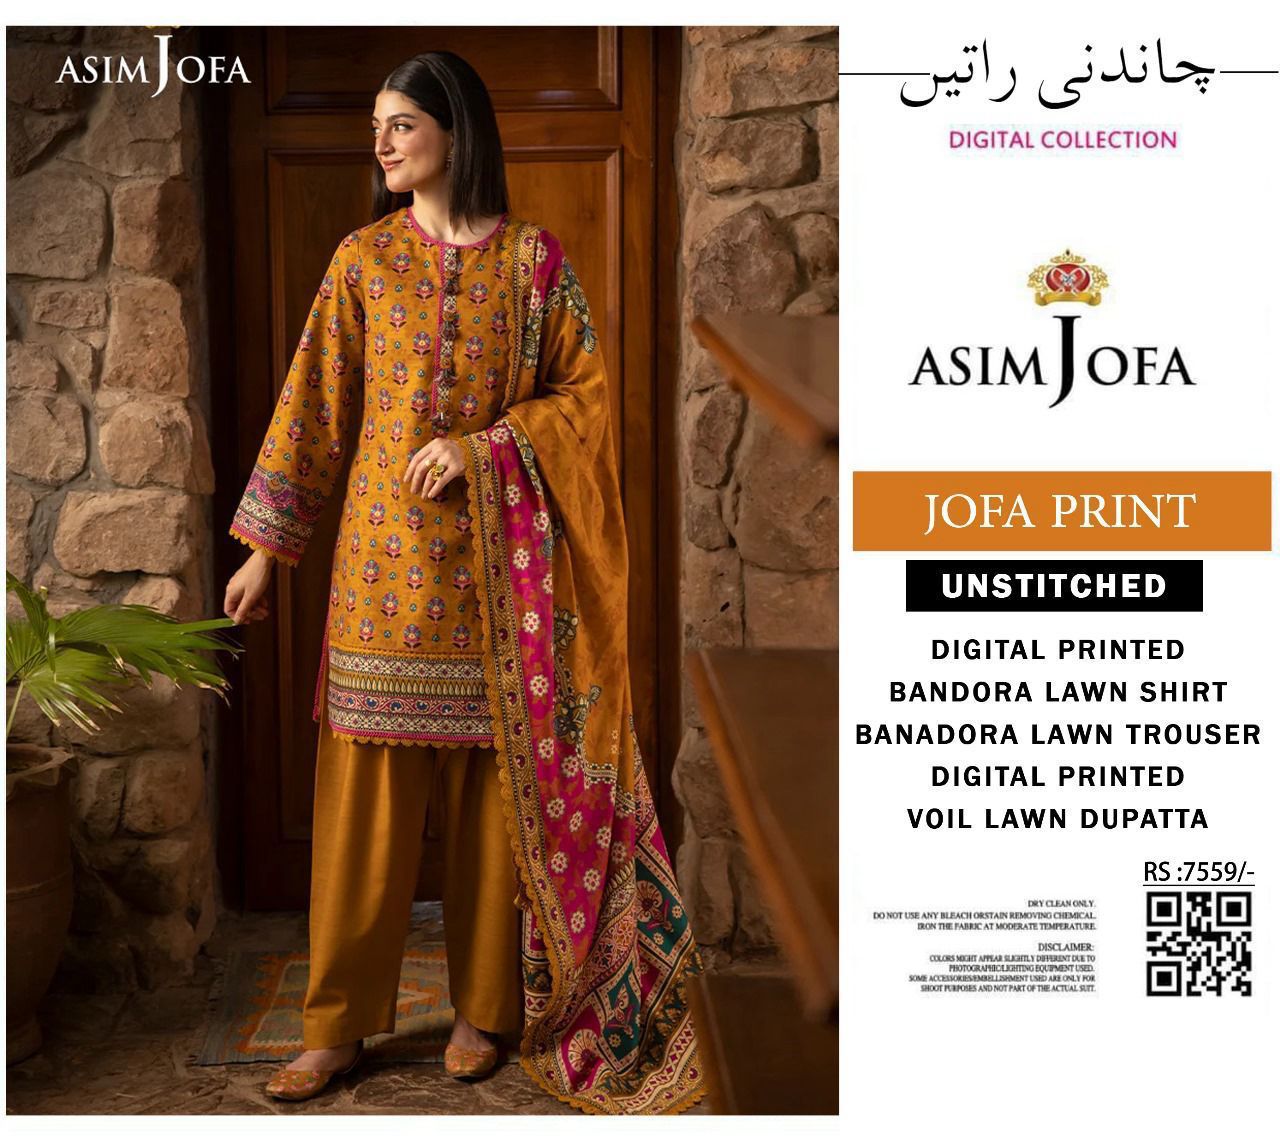 ASIM JOFA
چاندنی راتیں
DIGITAL COLLECTION
ASIM JOFA
JOFA PRINT
UNSTITCHED
DIGITAL PRINTED
BANDORA LAWN SHIRT
BANADORA LAWN TROUSER
DIGITAL PRINTED
VOIL LAWN DUPATTA
RS :7559/-
DRY CLEAN ONLY.
DO NOT USE ANY BLEACH ORSTAIN REMOVING CHEMICAL.
IRON THE FABRIC AT MODERATE TEMPERATURE.
DISCLAIMER:
COLORS MIGHT APPEAR SLIGHTLY DIFFERENT DUE TO
PHOTOGRAPHIC/LIGHTING EQUIPMENT USED.
SOME ACCESSORIES/EMBELLISHMENT USED ARE ONLY FOR
SHOOT PURPOSES AND NOT PART OF THE ACTUAL SUIT.